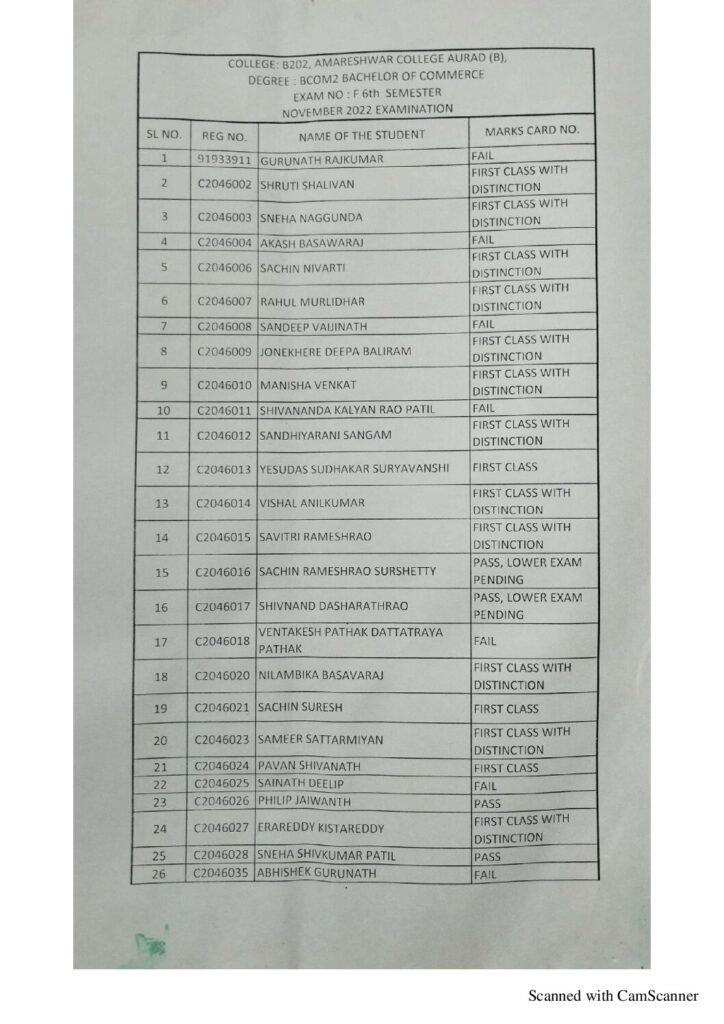 COLLEGE: B202, AMARESHWAR COLLEGE AURAD (B),
DEGREE : BCOM2 BACHELOR OF COMMERCE
EXAM NO : F 6th SEMESTER
NOVEMBER 2022 EXAMINATION
SL NO. REG NO. NAME OF THE STUDENT MARKS CARD NO.
1 91933911 GURUNATH RAJKUMAR FAIL
2 C2046002 SHRUTI SHALIVAN FIRST CLASS WITH
DISTINCTION
3 C2046003 SNEHA NAGGUNDA FIRST CLASS WITH
DISTINCTION
4 C2046004 AKASH BASAWARAJ FAIL
5 C2046006 SACHIN NIVARTI FIRST CLASS WITH
DISTINCTION
6 C2046007 RAHUL MURLIDHAR FIRST CLASS WITH
DISTINCTION
7 C2046008 SANDEEP VAIJINATH FAIL
8 C2046009 JONEKHERE DEEPA BALIRAM FIRST CLASS WITH
DISTINCTION
9 C2046010 MANISHA VENKAT FIRST CLASS WITH
DISTINCTION
10 C2046011 SHIVANANDA KALYAN RAO PATIL FAIL
11 C2046012 SANDHIYARANI SANGAM FIRST CLASS WITH
DISTINCTION
12 C2046013 YESUDAS SUDHAKAR SURYAVANSHI FIRST CLASS
13 C2046014 VISHAL ANILKUMAR FIRST CLASS WITH
DISTINCTION
14 C2046015 SAVITRI RAMESHRAO FIRST CLASS WITH
DISTINCTION
15 C2046016 SACHIN RAMESHRAO SURSHETTY PASS, LOWER EXAM
PENDING
16 C2046017 SHIVNAND DASHARATHRAO PASS, LOWER EXAM
PENDING
17 C2046018 VENTAKESH PATHAK DATTATRAYA
PATHAK FAIL
18 C2046020 NILAMBIKA BASAVARAJ FIRST CLASS WITH
DISTINCTION
19 C2046021 SACHIN SURESH FIRST CLASS
20 C2046023 SAMEER SATTARMIYAN FIRST CLASS WITH
DISTINCTION
21 C2046024 PAVAN SHIVANATH FIRST CLASS
22 C2046025 SAINATH DEELIP FAIL
23 C2046026 PHILIP JAIWANTH PASS
24 C2046027 ERAREDDY KISTAREDDY FIRST CLASS WITH
DISTINCTION
25 C2046028 SNEHA SHIVKUMAR PATIL PASS
26 C2046035 ABHISHEK GURUNATH FAIL
Scanned with CamScanner